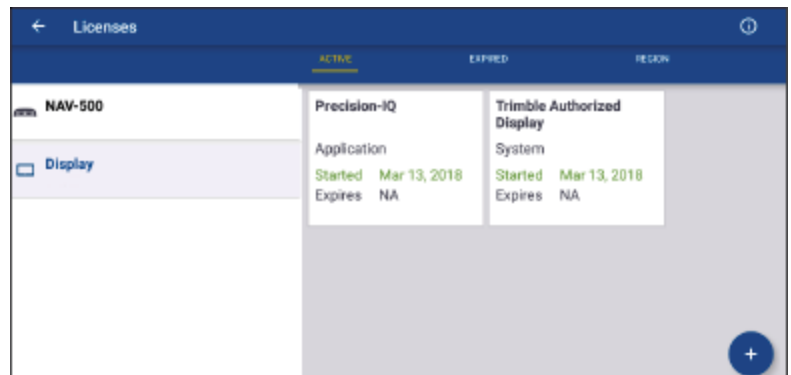 Licenses
ACTIVE EXPIRED REGION
NAV-500
Display
Precision-IQ
Application
Started Mar 13, 2018
Expires NA
Trimble Authorized
Display
System
Started Mar 13, 2018
Expires NA